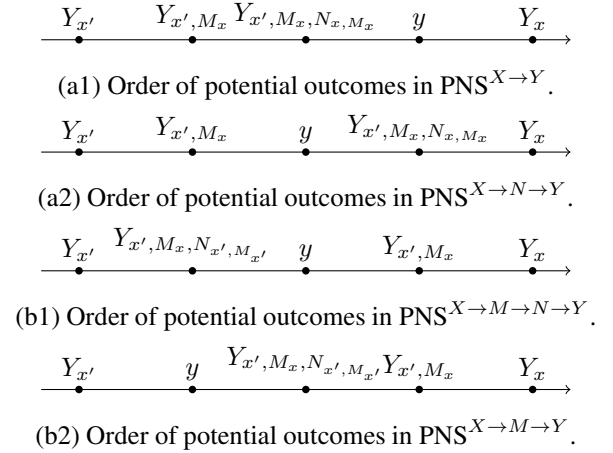 Y_{x'} Y_{x',M_x} Y_{x',M_x,N_{x,M_x}} y Y_x
(a1) Order of potential outcomes in PNS^{X→Y}.
Y_{x'} Y_{x',M_x} y Y_{x',M_x,N_{x,M_x}} Y_x
(a2) Order of potential outcomes in PNS^{X→N→Y}.
Y_{x'} Y_{x',M_x,N_{x',M_{x'}}} y Y_{x',M_x} Y_x
(b1) Order of potential outcomes in PNS^{X→M→N→Y}.
Y_{x'} y Y_{x',M_x,N_{x',M_{x'}}} Y_{x',M_x} Y_x
(b2) Order of potential outcomes in PNS^{X→M→Y}.